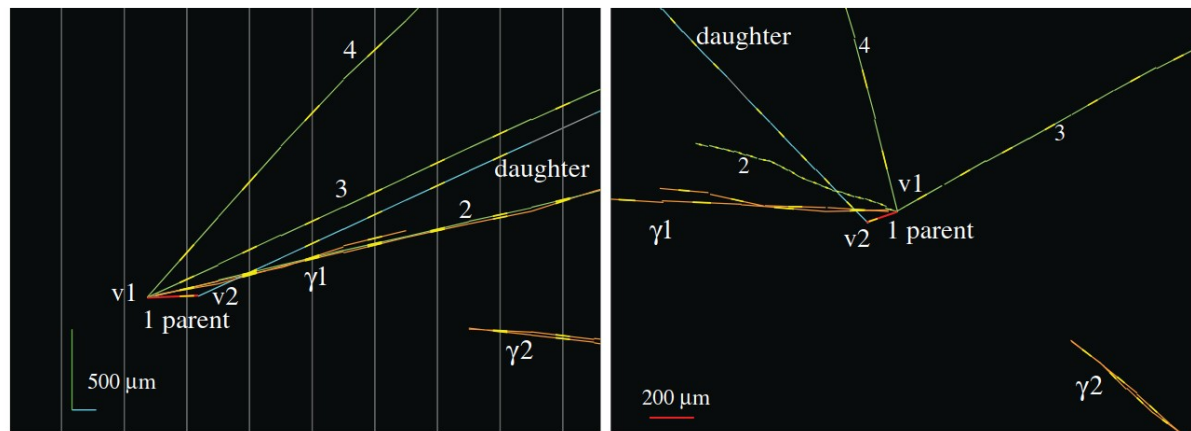 4
3
daughter
2
γ1
v1
v2
1 parent
γ2
500 µm
daughter
4
3
2
v1
γ1
v2
1 parent
γ2
200 µm